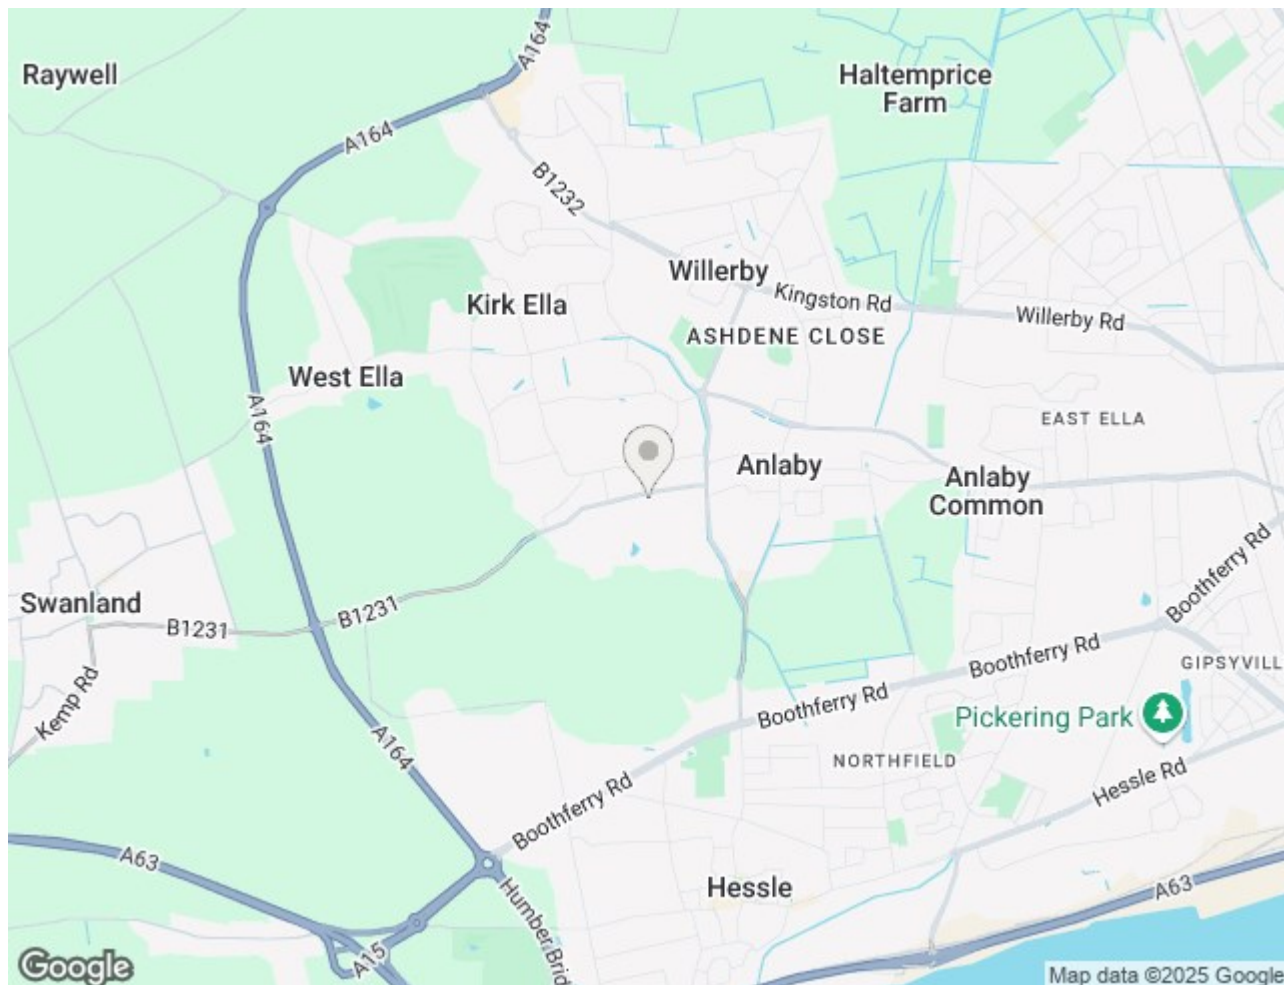 A164
Raywell
Haltemprice
Farm
A164
B1232
Willerby
Kingston Rd
Kirk Ella
Willerby Rd
ASHDENE CLOSE
West Ella
A164
EAST ELLA
Anlaby
Anlaby
Common
Boothferry Rd
Swanland
B1231
B1231
Boothferry Rd
GIPSYVILL
Kemp Rd
Boothferry Rd
Pickering Park
A164
NORTHFIELD
Hessle Rd
Boothferry Rd
A63
Hessle
A63
Humber Brid
A15
Google
Map data ©2025 Google